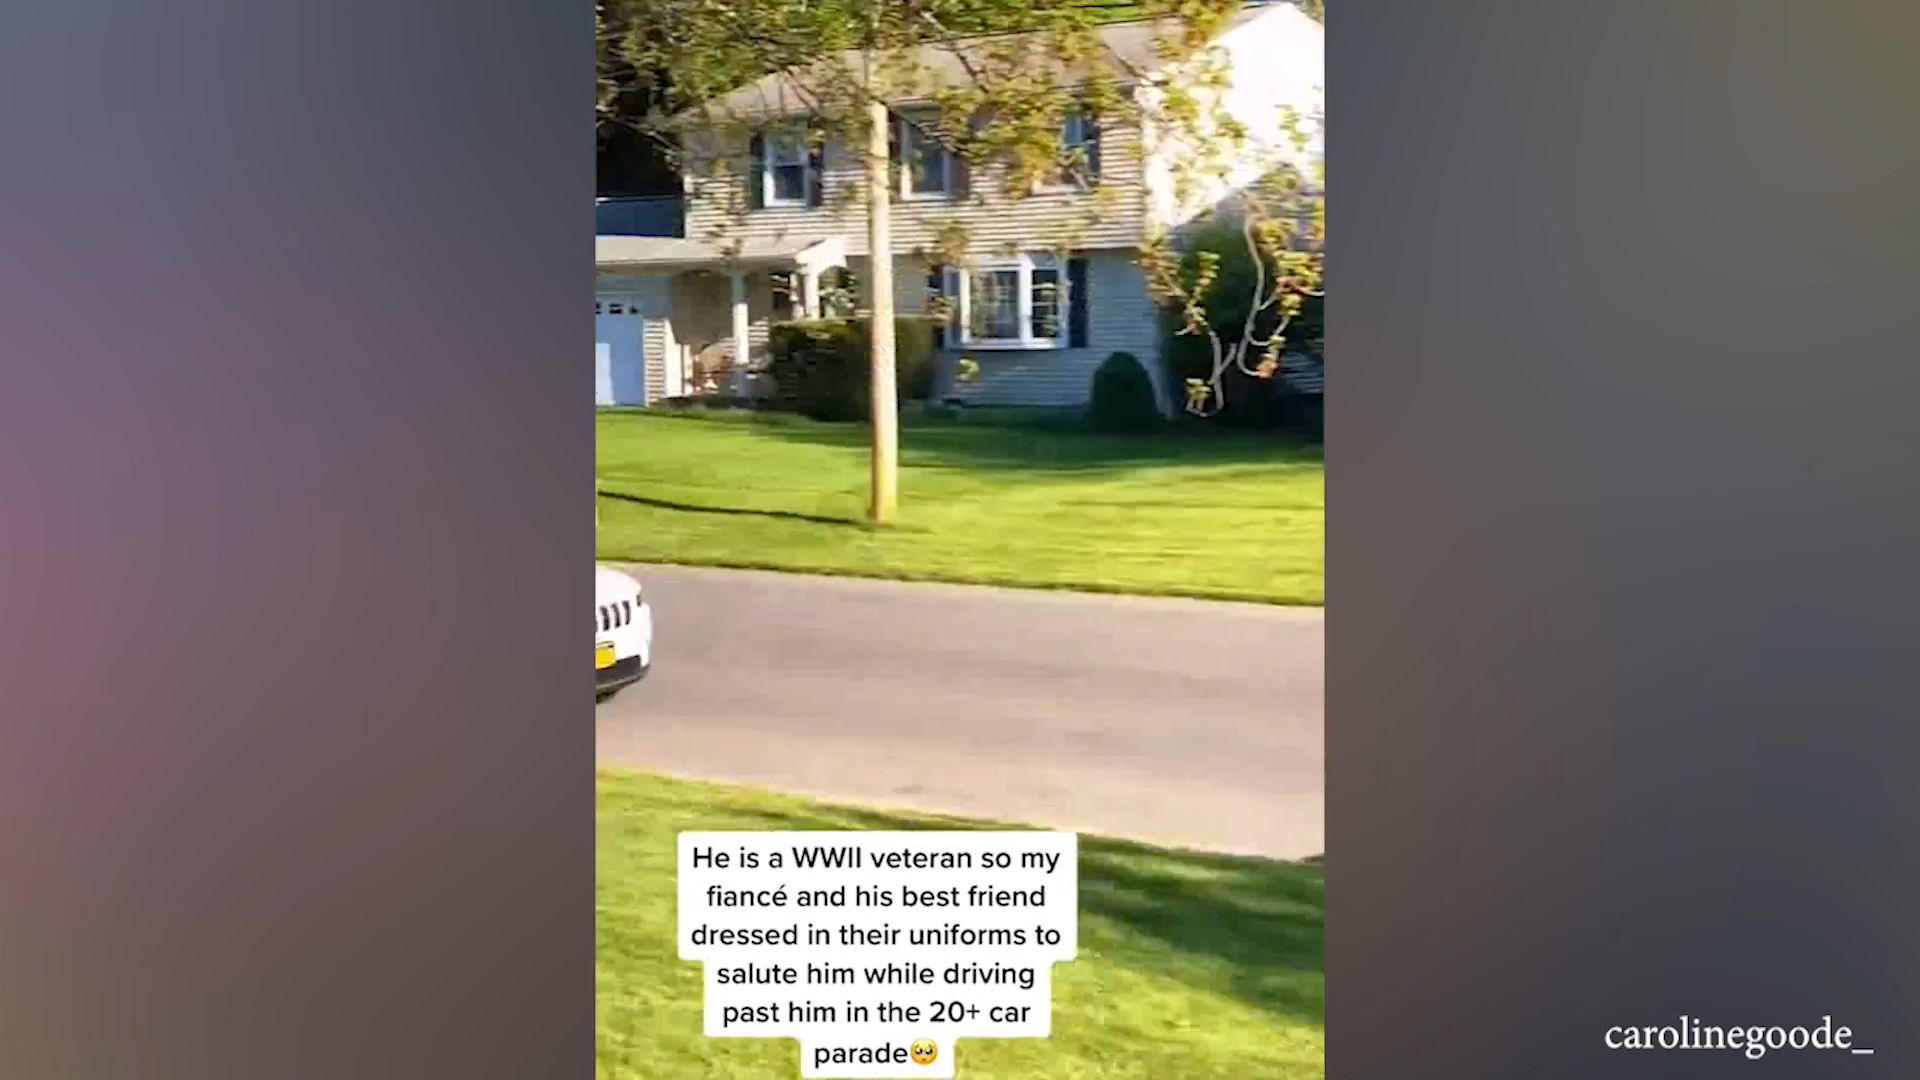 He is a WWII veteran so my
fiancé and his best friend
dressed in their uniforms to
salute him while driving
past him in the 20+ car
parade🥺
carolinegoode_